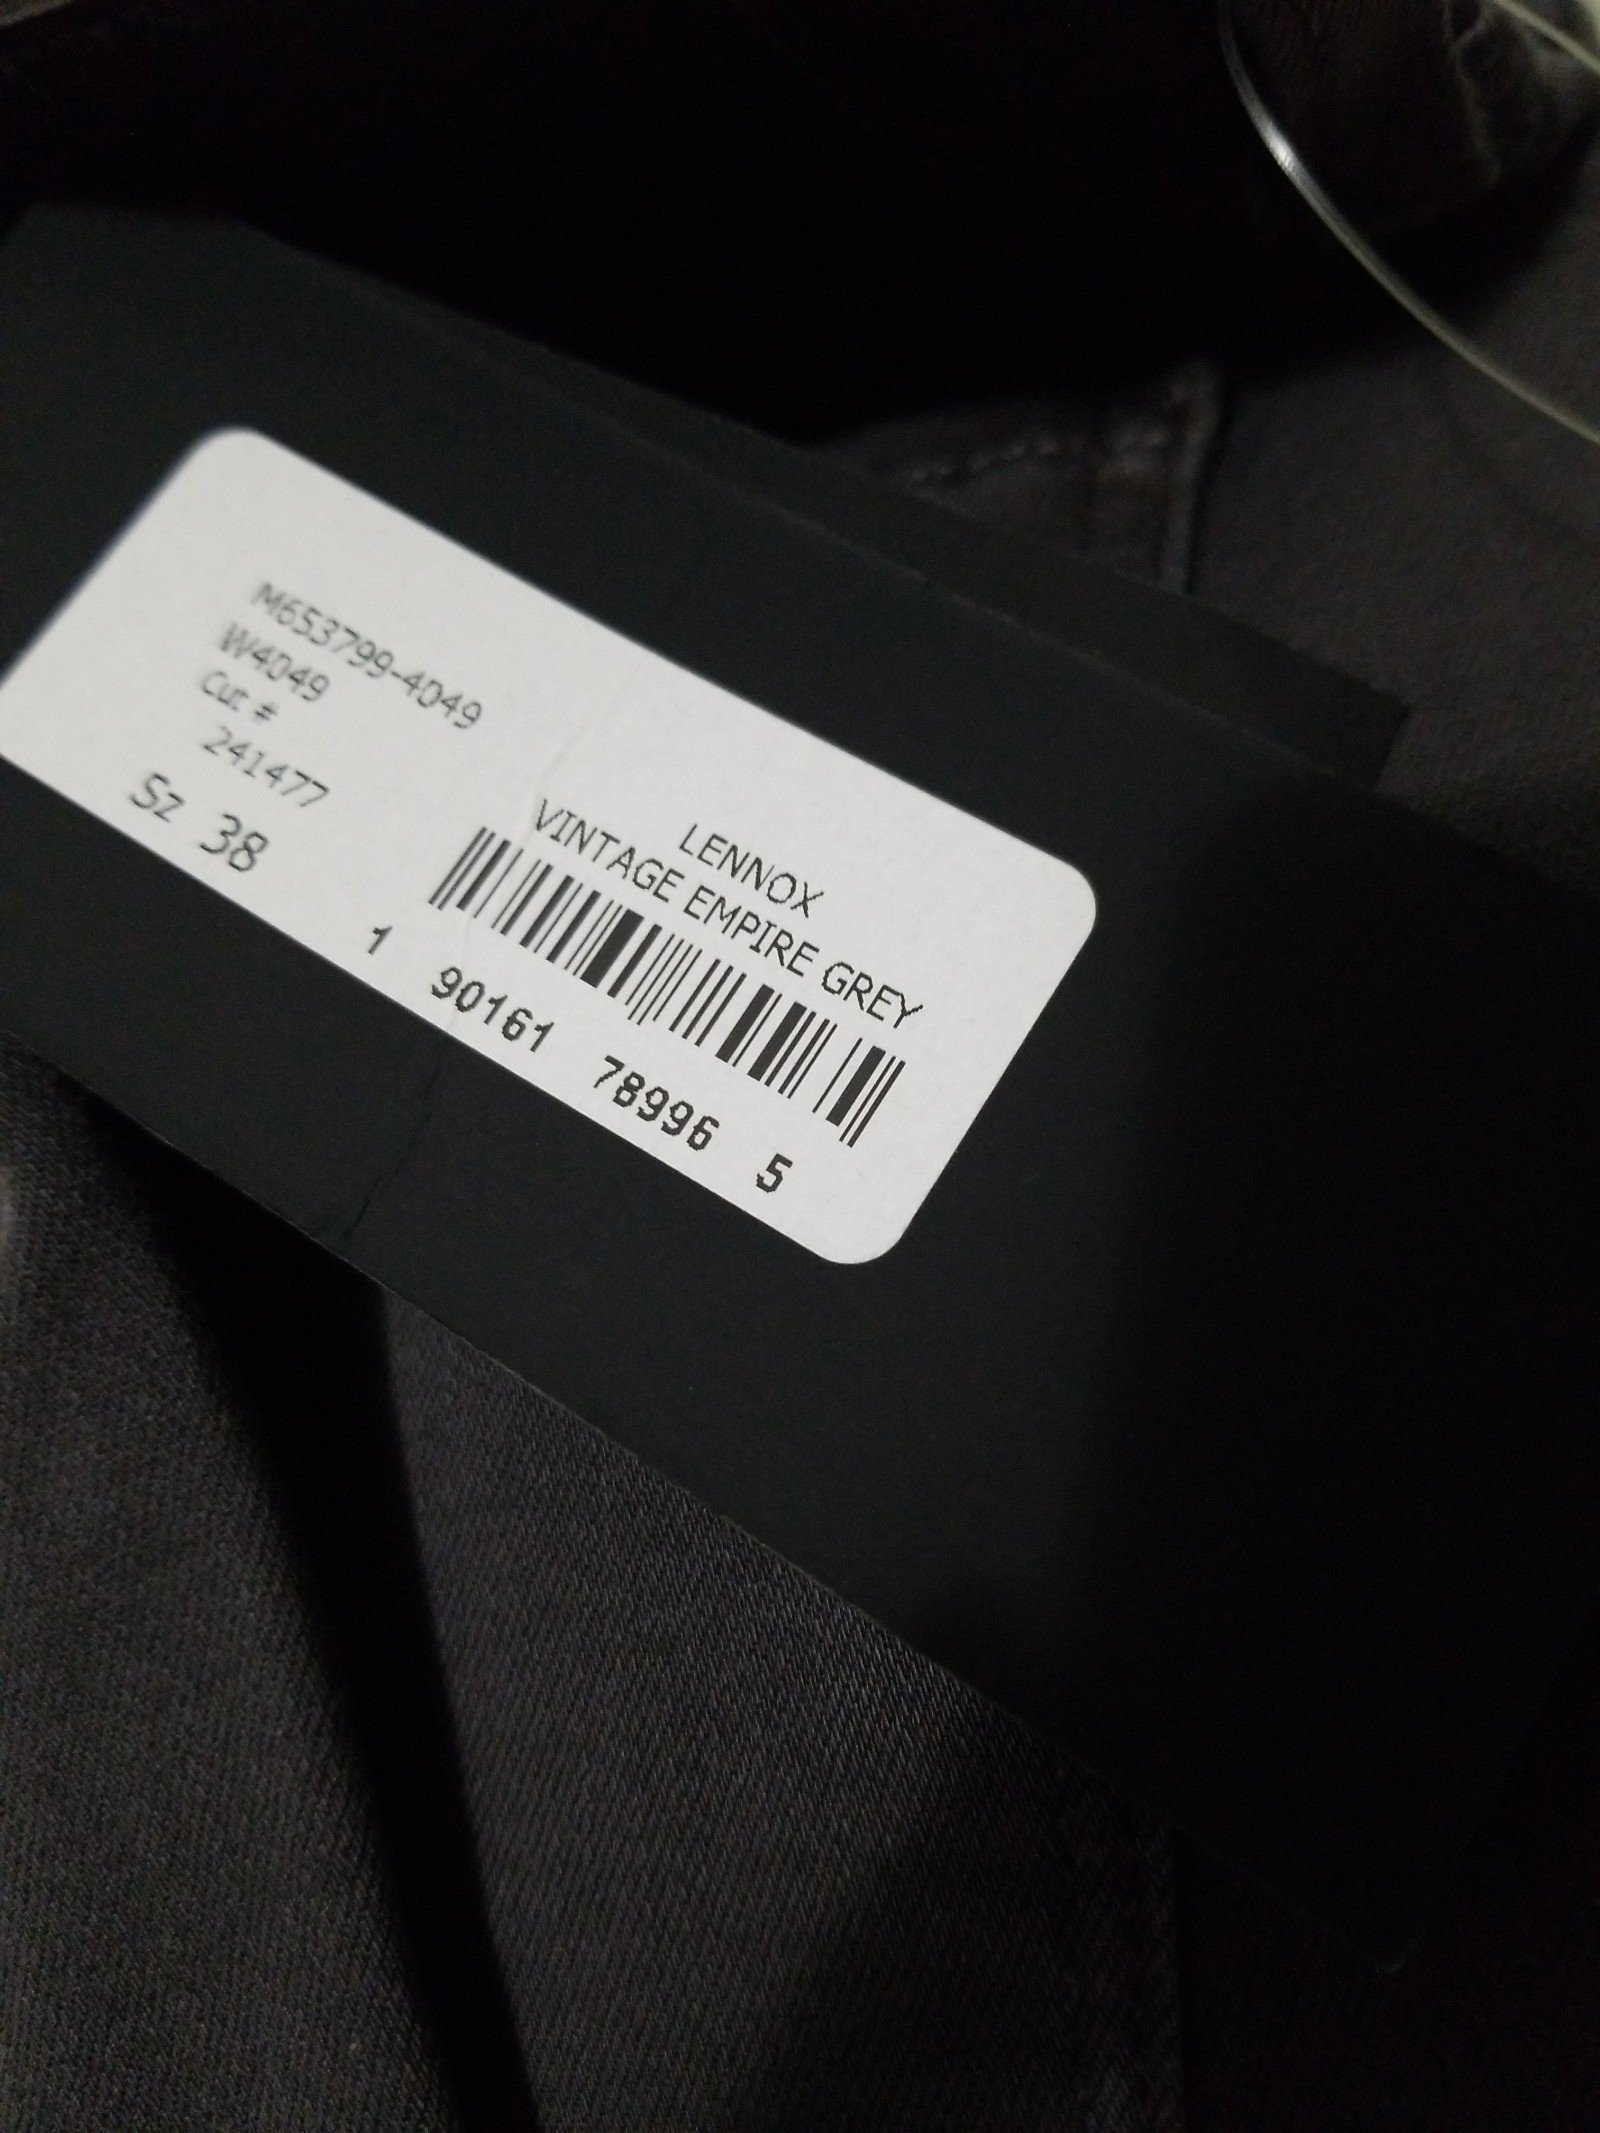 M653799-4049
W4049
Cut #
241477
Sz 38
LENNOX
VINTAGE EMPIRE GREY
1 90161 78996 5